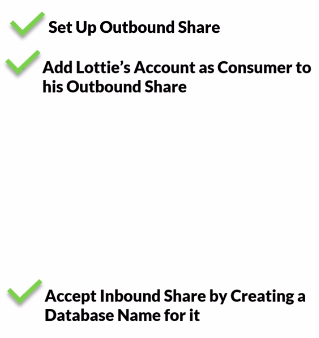 Set Up Outbound Share
Add Lottie's Account as Consumer to
his Outbound Share
Accept Inbound Share by Creating a
Database Name for it